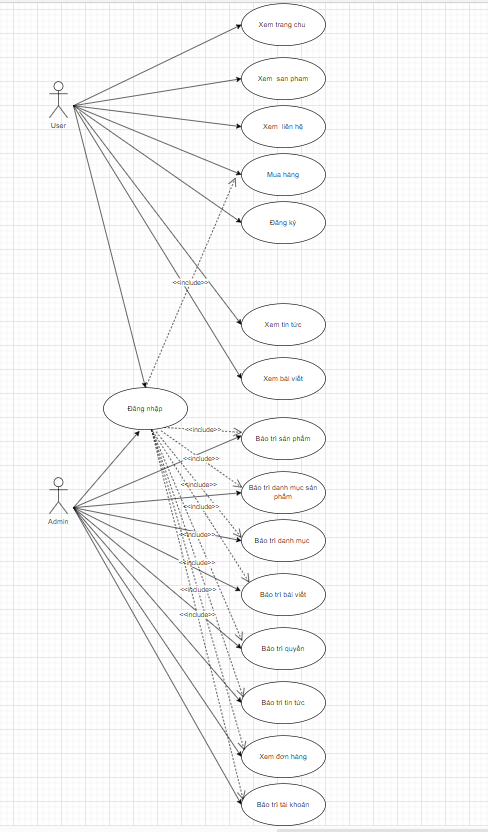 Xem trang chu
Xem san pham
User
Xem liên hệ
Mua hàng
Đăng ký
<<include>>
Xem tin tức
Xem bài viết
Đăng nhập
<<include>>
Bảo trì sản phẩm
<<include>>
<<include>>
Bảo trì danh mục sản
phẩm
<<include>>
Admin
<<include>>
Bảo trì danh mục
<<include>>
<<include>>
Bảo trì bài viết
<<include>>
Bảo trì quyền
Bảo trì tin tức
Xem đơn hàng
Bảo trì tài khoản